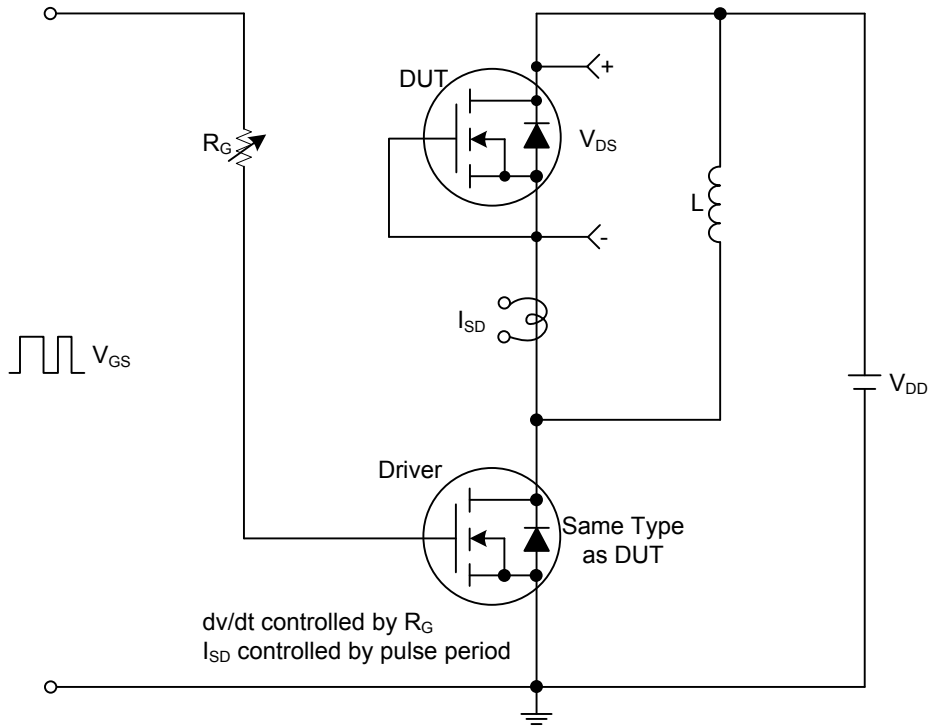 DUT
+
R_G
V_DS
L
-
I_SD
V_GS
V_DD
Driver
Same Type
as DUT
dv/dt controlled by R_G
I_SD controlled by pulse period